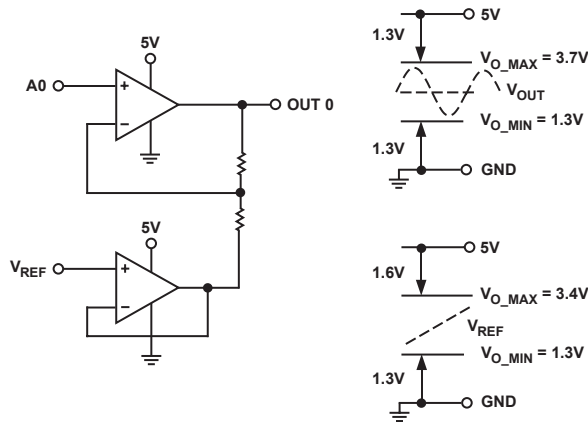 5V
A0
+
−
OUT 0
5V
VREF
+
−
5V
1.3V
VO_MAX = 3.7V
VOUT
VO_MIN = 1.3V
1.3V
GND
5V
1.6V
VO_MAX = 3.4V
VREF
VO_MIN = 1.3V
1.3V
GND